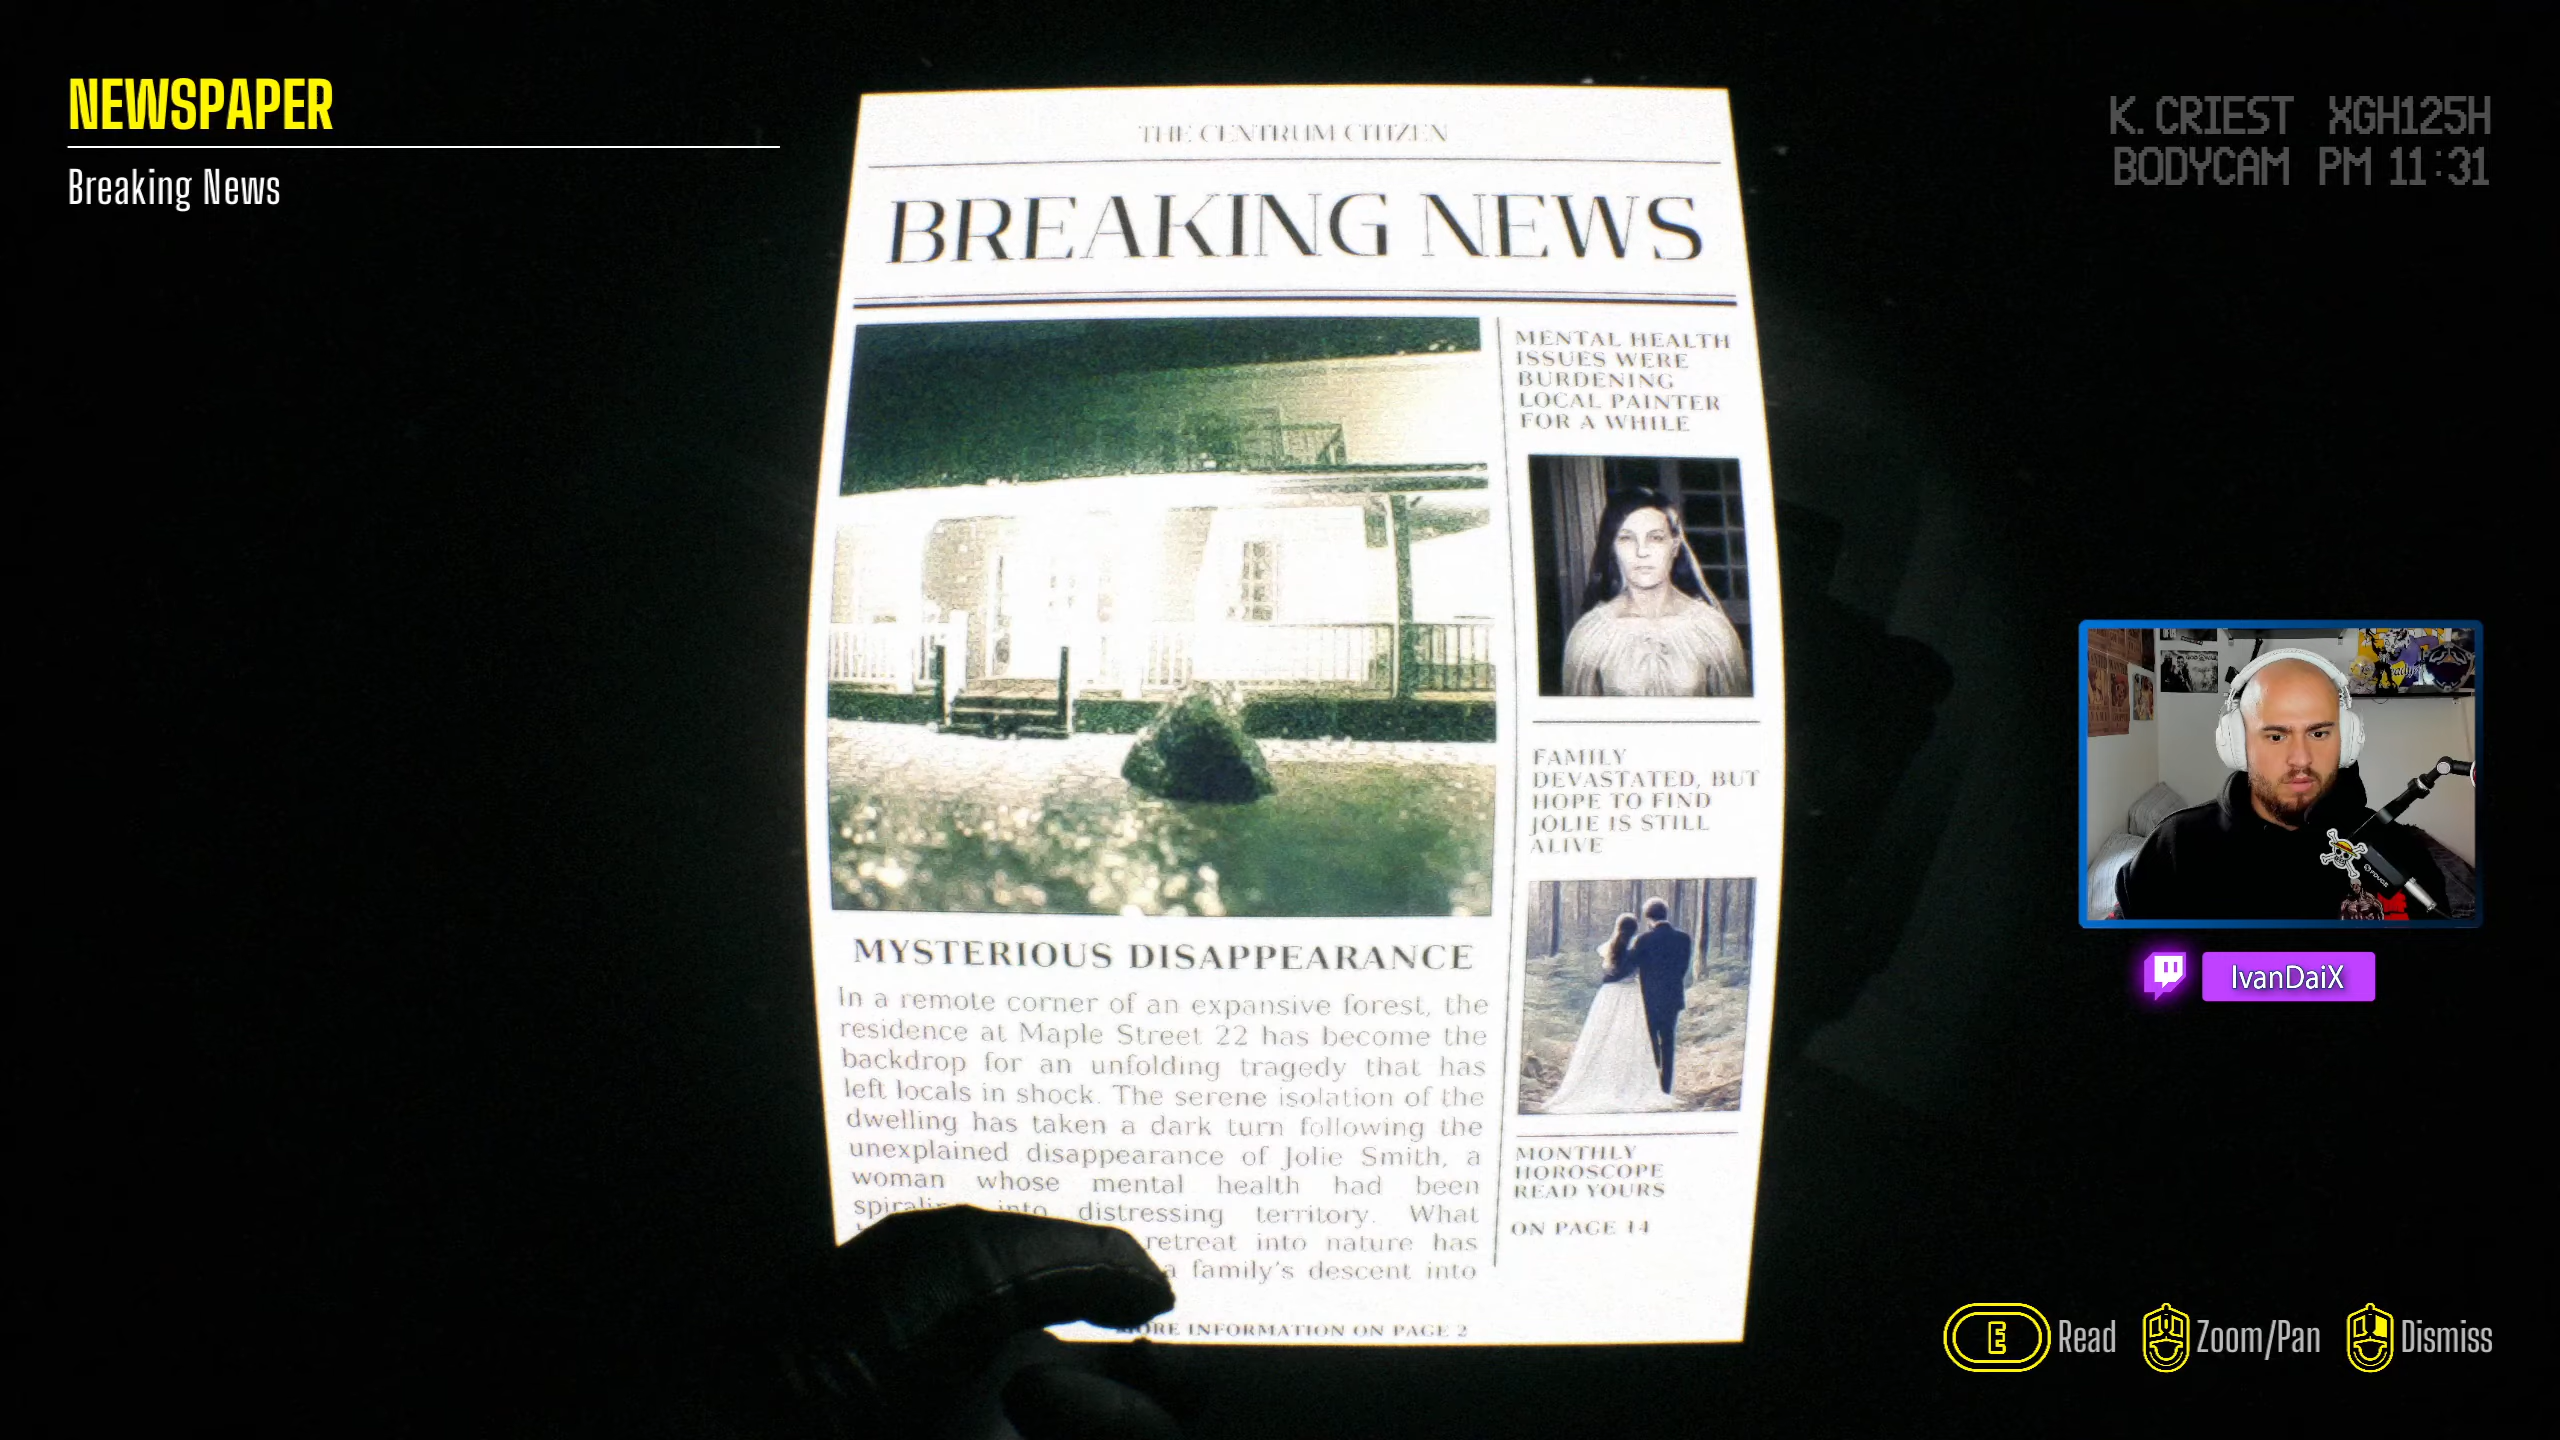 NEWSPAPER
Breaking News
K. CRIEST XGH125H
BODYCAM PM 11:31
THE CENTRUM CITIZEN
BREAKING NEWS
MENTAL HEALTH
ISSUES WERE
BURDENING
LOCAL PAINTER
FOR A WHILE
FAMILY
DEVASTATED, BUT
HOPE TO FIND
JOLIE IS STILL
ALIVE
MONTHLY
HOROSCOPE
READ YOURS
ON PAGE 14
MYSTERIOUS DISAPPEARANCE
In a remote corner of an expansive forest, the
residence at Maple Street 22 has become the
backdrop for an unfolding tragedy that has
left locals in shock. The serene isolation of the
dwelling has taken a dark turn following the
unexplained disappearance of Jolie Smith, a
woman whose mental health had been
into distressing territory. What
retreat into nature has
a family's descent into
MORE INFORMATION ON PAGE 2
IvanDaiX
E Read Zoom/Pan Dismiss